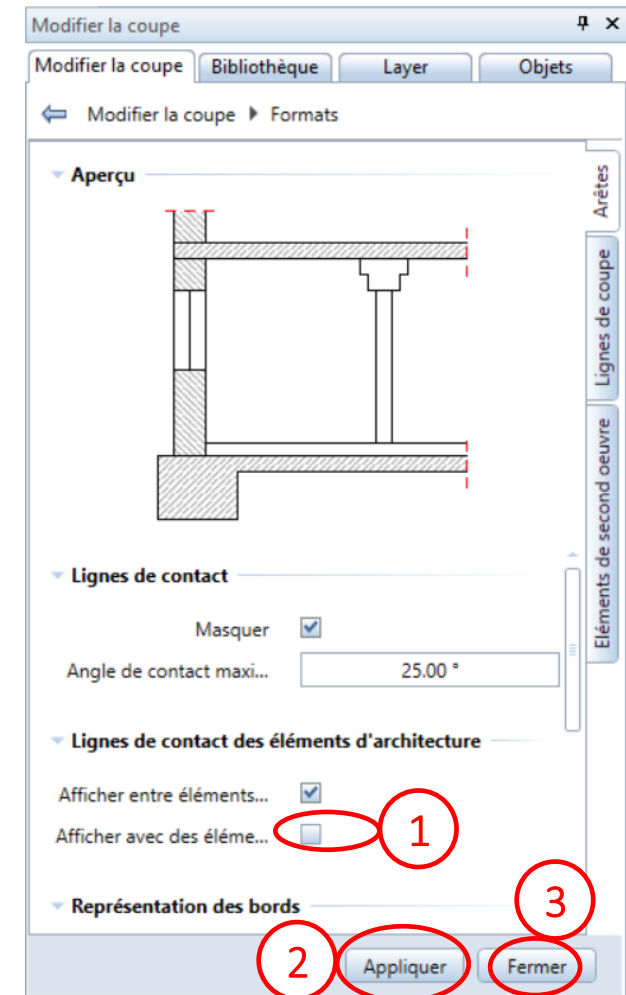 Modifier la coupe
Modifier la coupe Bibliothèque Layer Objets
Modifier la coupe Formats
Aperçu
Arêtes
Lignes de coupe
Eléments de second oeuvre
Lignes de contact
Masquer
Angle de contact maxi... 25.00 °
Lignes de contact des éléments d'architecture
Afficher entre éléments...
Afficher avec des éléme... 1
Représentation des bords 3
2 Appliquer Fermer